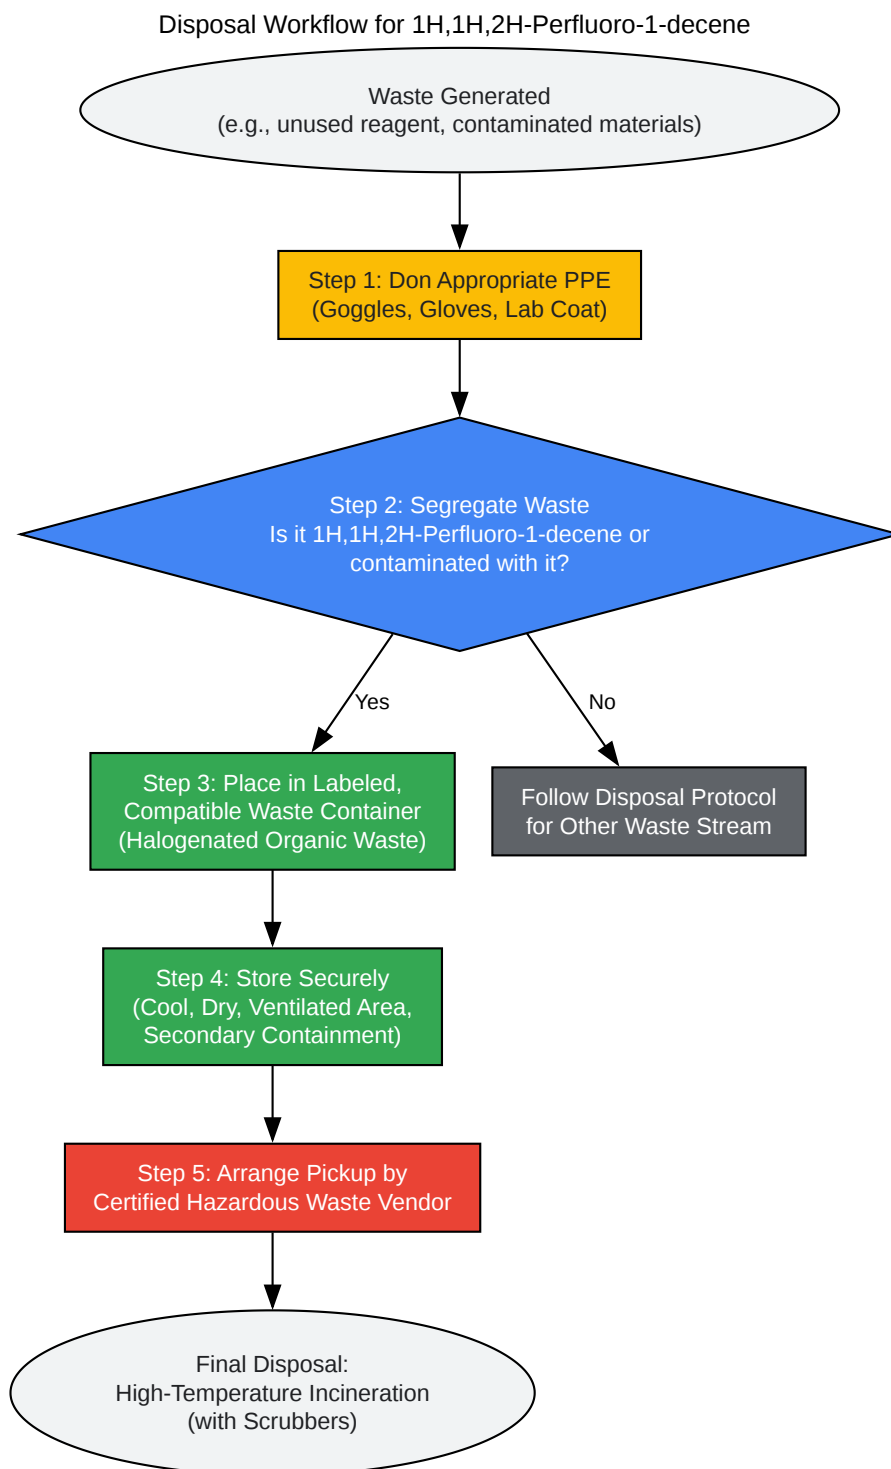 Disposal Workflow for 1H,1H,2H-Perfluoro-1-decene
Waste Generated
(e.g., unused reagent, contaminated materials)
Step 1: Don Appropriate PPE
(Goggles, Gloves, Lab Coat)
Step 2: Segregate Waste
Is it 1H,1H,2H-Perfluoro-1-decene or
contaminated with it?
Yes
No
Step 3: Place in Labeled,
Compatible Waste Container
(Halogenated Organic Waste)
Follow Disposal Protocol
for Other Waste Stream
Step 4: Store Securely
(Cool, Dry, Ventilated Area,
Secondary Containment)
Step 5: Arrange Pickup by
Certified Hazardous Waste Vendor
Final Disposal:
High-Temperature Incineration
(with Scrubbers)